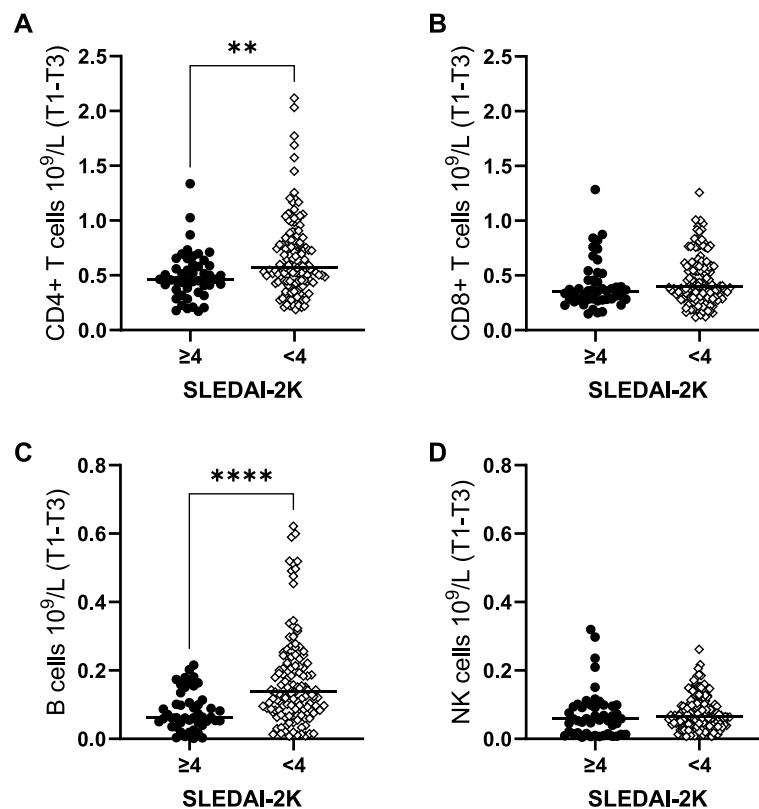 A
CD4+ T cells 10⁹/L (T1-T3)
2.5
2.0
1.5
1.0
0.5
0.0
**
≥4
<4
SLEDAI-2K
B
CD8+ T cells 10⁹/L (T1-T3)
2.5
2.0
1.5
1.0
0.5
0.0
≥4
<4
SLEDAI-2K
C
B cells 10⁹/L (T1-T3)
0.8
0.6
0.4
0.2
0.0
****
≥4
<4
SLEDAI-2K
D
NK cells 10⁹/L (T1-T3)
0.8
0.6
0.4
0.2
0.0
≥4
<4
SLEDAI-2K